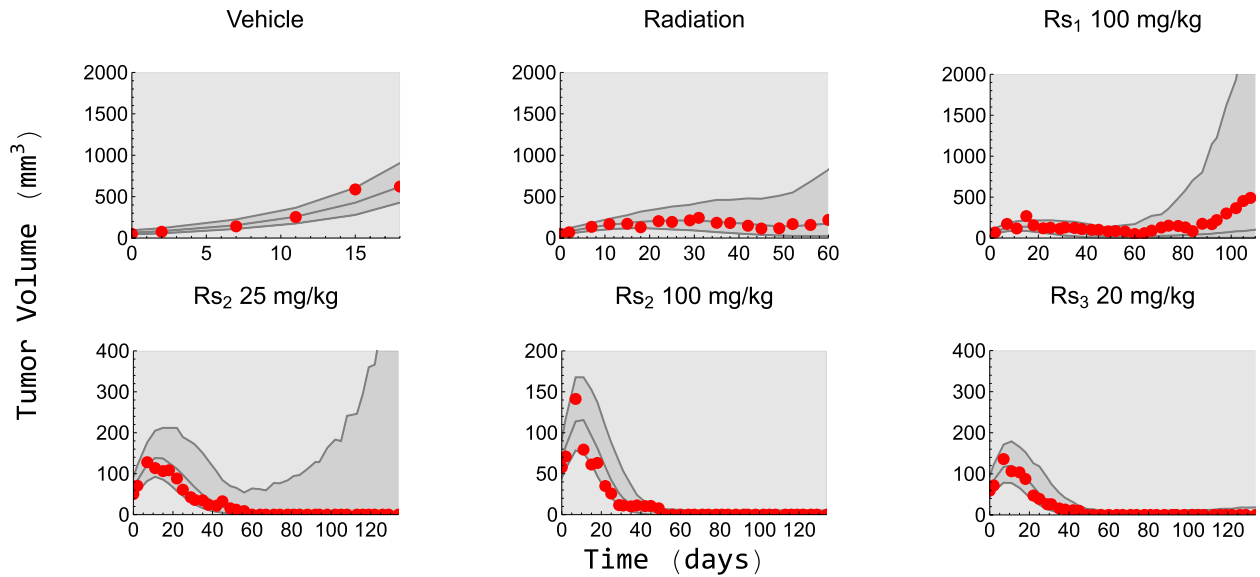 Vehicle
Radiation
Rs₁ 100 mg/kg
2000
1500
1000
500
0
0 5 10 15
2000
1500
1000
500
0
0 10 20 30 40 50 60
2000
1500
1000
500
0
0 20 40 60 80 100
Tumor Volume (mm³)
Rs₂ 25 mg/kg
Rs₂ 100 mg/kg
Rs₃ 20 mg/kg
400
300
200
100
0
0 20 40 60 80 100 120
200
150
100
50
0
0 20 40 60 80 100 120
400
300
200
100
0
0 20 40 60 80 100 120
Time (days)